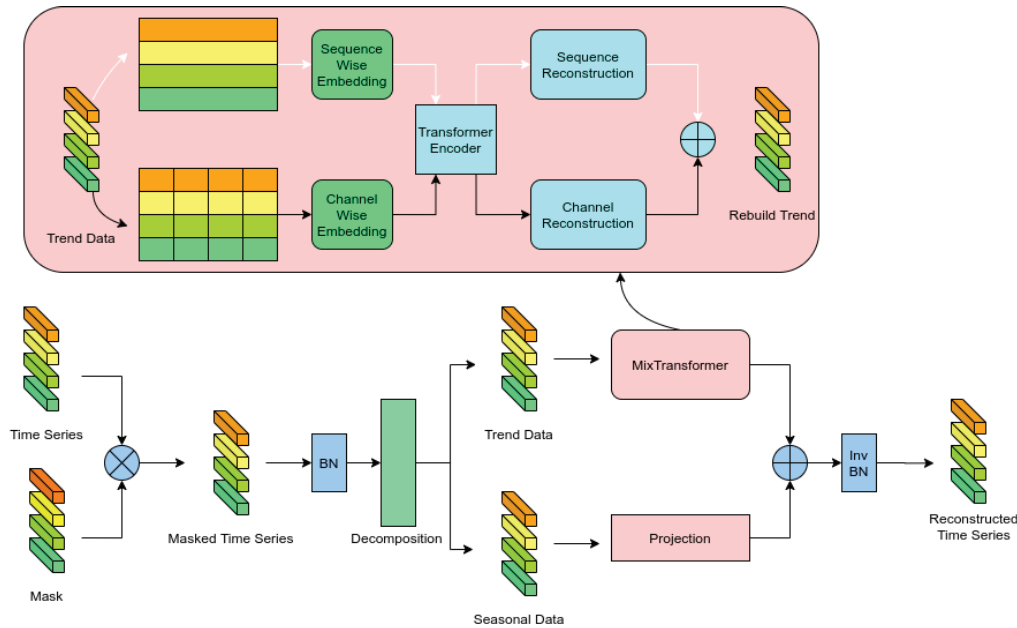 Sequence
Wise
Embedding
Sequence
Reconstruction
Transformer
Encoder
Trend Data
Channel
Wise
Embedding
Channel
Reconstruction
Rebuild Trend
Time Series
Mask
Masked Time Series
BN
Decomposition
Trend Data
MixTransformer
Seasonal Data
Projection
Inv
BN
Reconstructed
Time Series